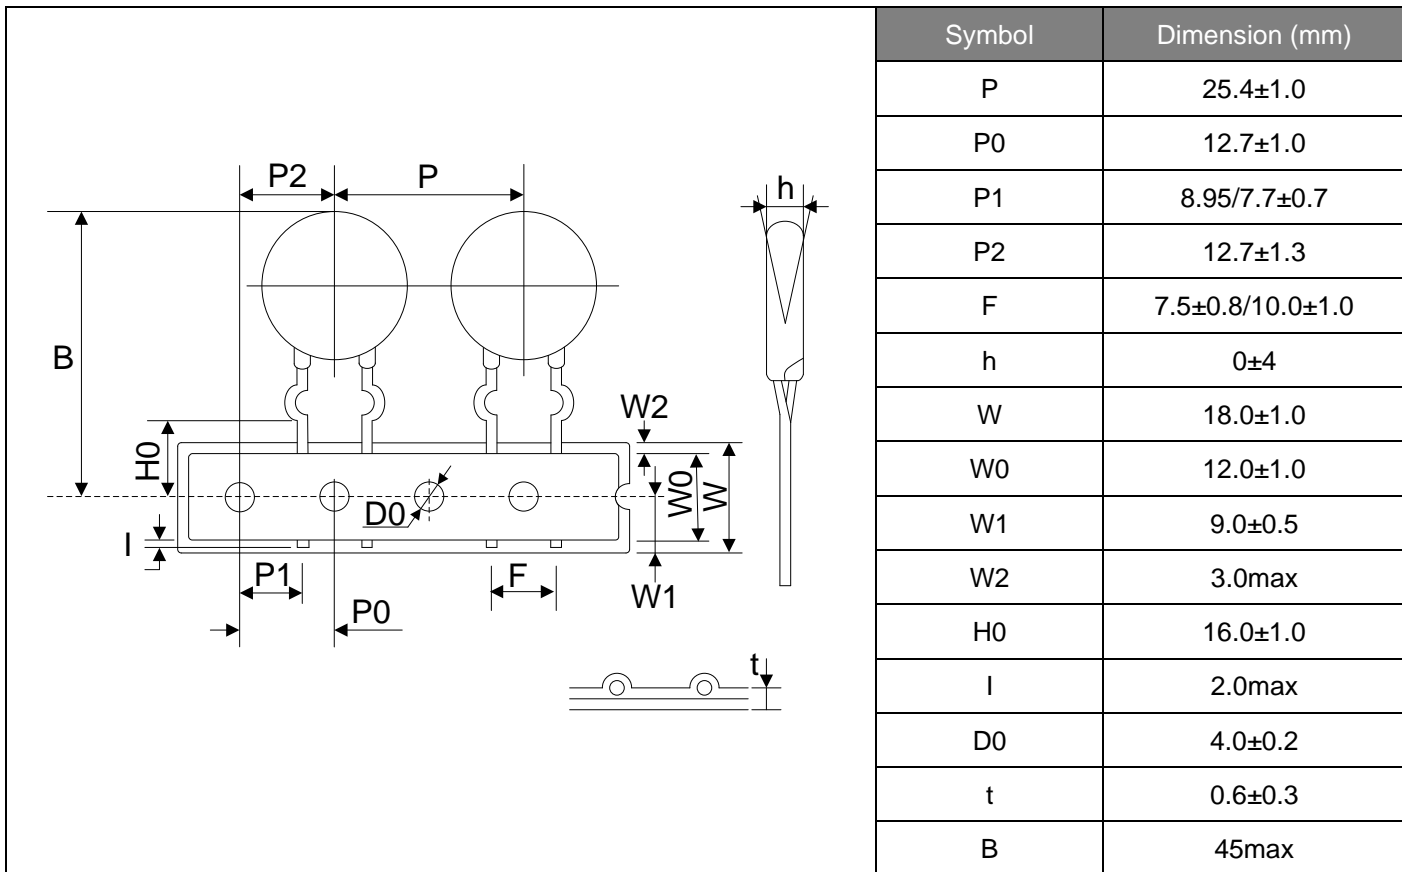 P2
P
h
B
H0
W2
W0
W
D0
I
P1
F
W1
P0
t
Symbol Dimension (mm)
P 25.4±1.0
P0 12.7±1.0
P1 8.95/7.7±0.7
P2 12.7±1.3
F 7.5±0.8/10.0±1.0
h 0±4
W 18.0±1.0
W0 12.0±1.0
W1 9.0±0.5
W2 3.0max
H0 16.0±1.0
I 2.0max
D0 4.0±0.2
t 0.6±0.3
B 45max